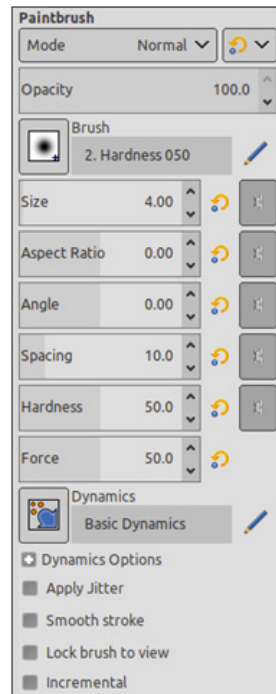 Paintbrush
Mode Normal
Opacity 100.0
Brush
2. Hardness 050
Size 4.00
Aspect Ratio 0.00
Angle 0.00
Spacing 10.0
Hardness 50.0
Force 50.0
Dynamics
Basic Dynamics
Dynamics Options
Apply Jitter
Smooth stroke
Lock brush to view
Incremental